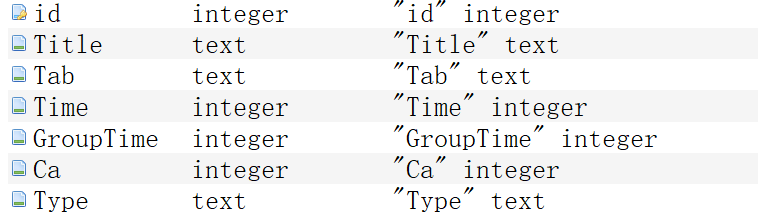 id integer "id" integer
Title text "Title" text
Tab text "Tab" text
Time integer "Time" integer
GroupTime integer "GroupTime" integer
Ca integer "Ca" integer
Type text "Type" text